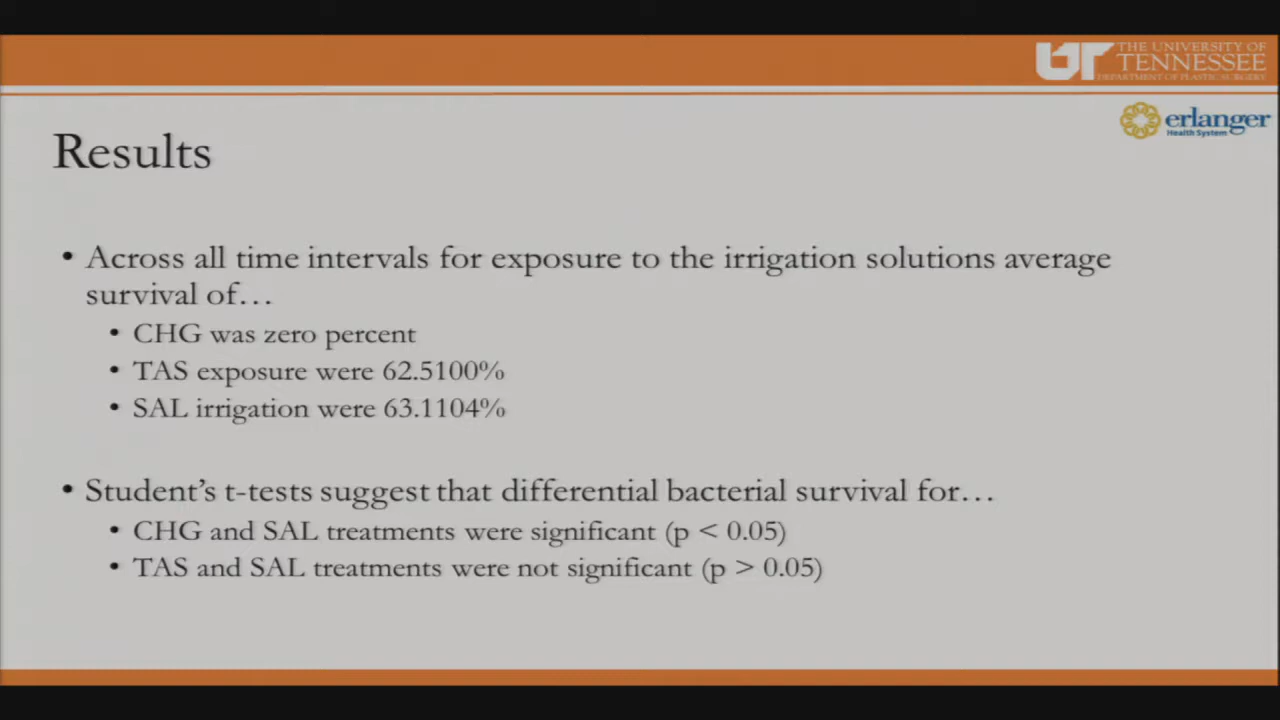 UT THE UNIVERSITY OF
TENNESSEE
DEPARTMENT OF PLASTIC SURGERY
erlanger
Health System
Results
• Across all time intervals for exposure to the irrigation solutions average
survival of…
• CHG was zero percent
• TAS exposure were 62.5100%
• SAL irrigation were 63.1104%
• Student's t-tests suggest that differential bacterial survival for…
• CHG and SAL treatments were significant (p < 0.05)
• TAS and SAL treatments were not significant (p > 0.05)